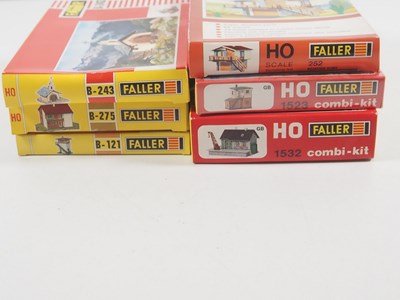 HO B-243 FALLER
HO B-275 FALLER
B-121 FALLER
HO FALLER
SCALE 252
GB HO FALLER
1523 combi-kit
GB HO FALLER
1532 combi-kit